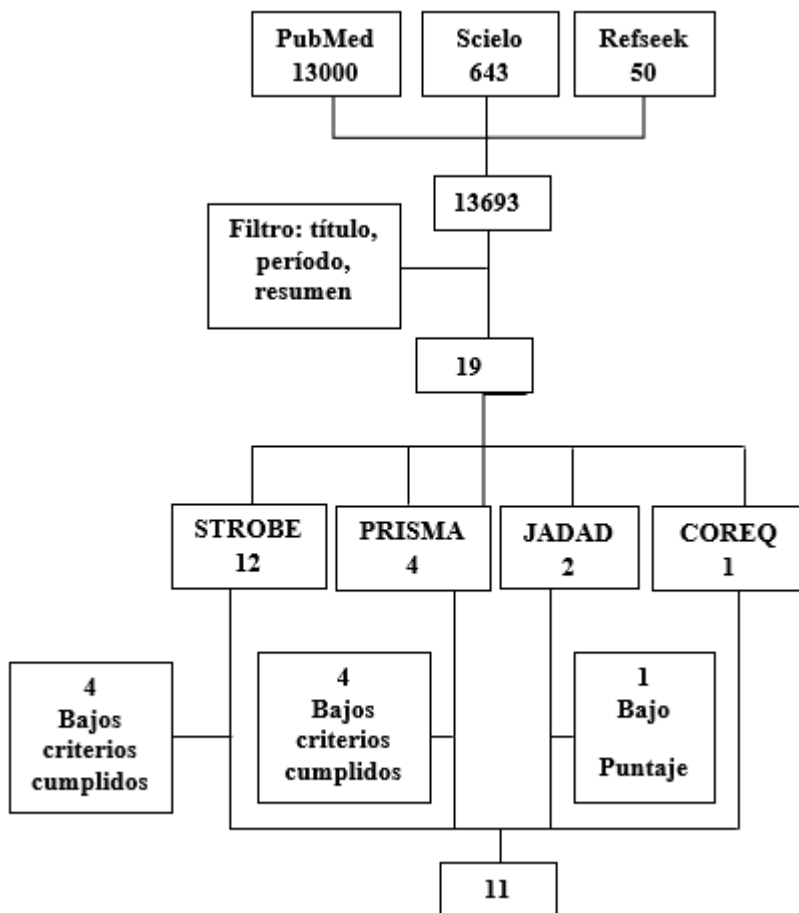 PubMed
13000
Scielo
643
Refseek
50
13693
Filtro: título,
período,
resumen
19
STROBE
12
PRISMA
4
JADAD
2
COREQ
1
4
Bajos
criterios
cumplidos
4
Bajos
criterios
cumplidos
1
Bajo
Puntaje
11